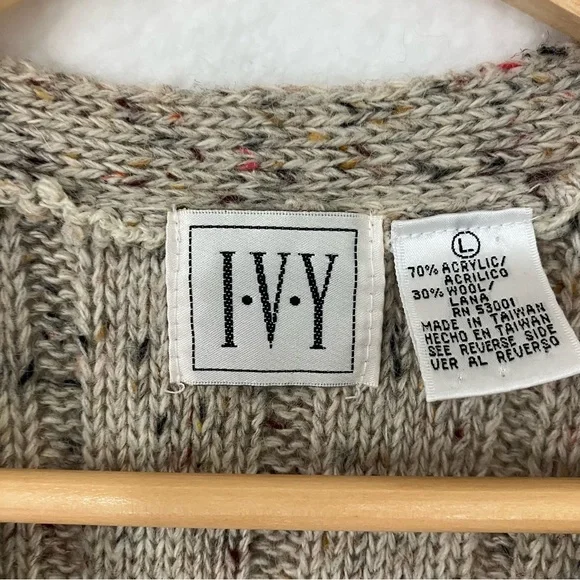 I·V·Y
L
70% ACRYLIC/
ACRILICO
30% WOOL/
LANA
RN 53001
MADE IN TAIWAN
HECHO EN TAIWAN
SEE REVERSE SIDE
VER AL REVERSO